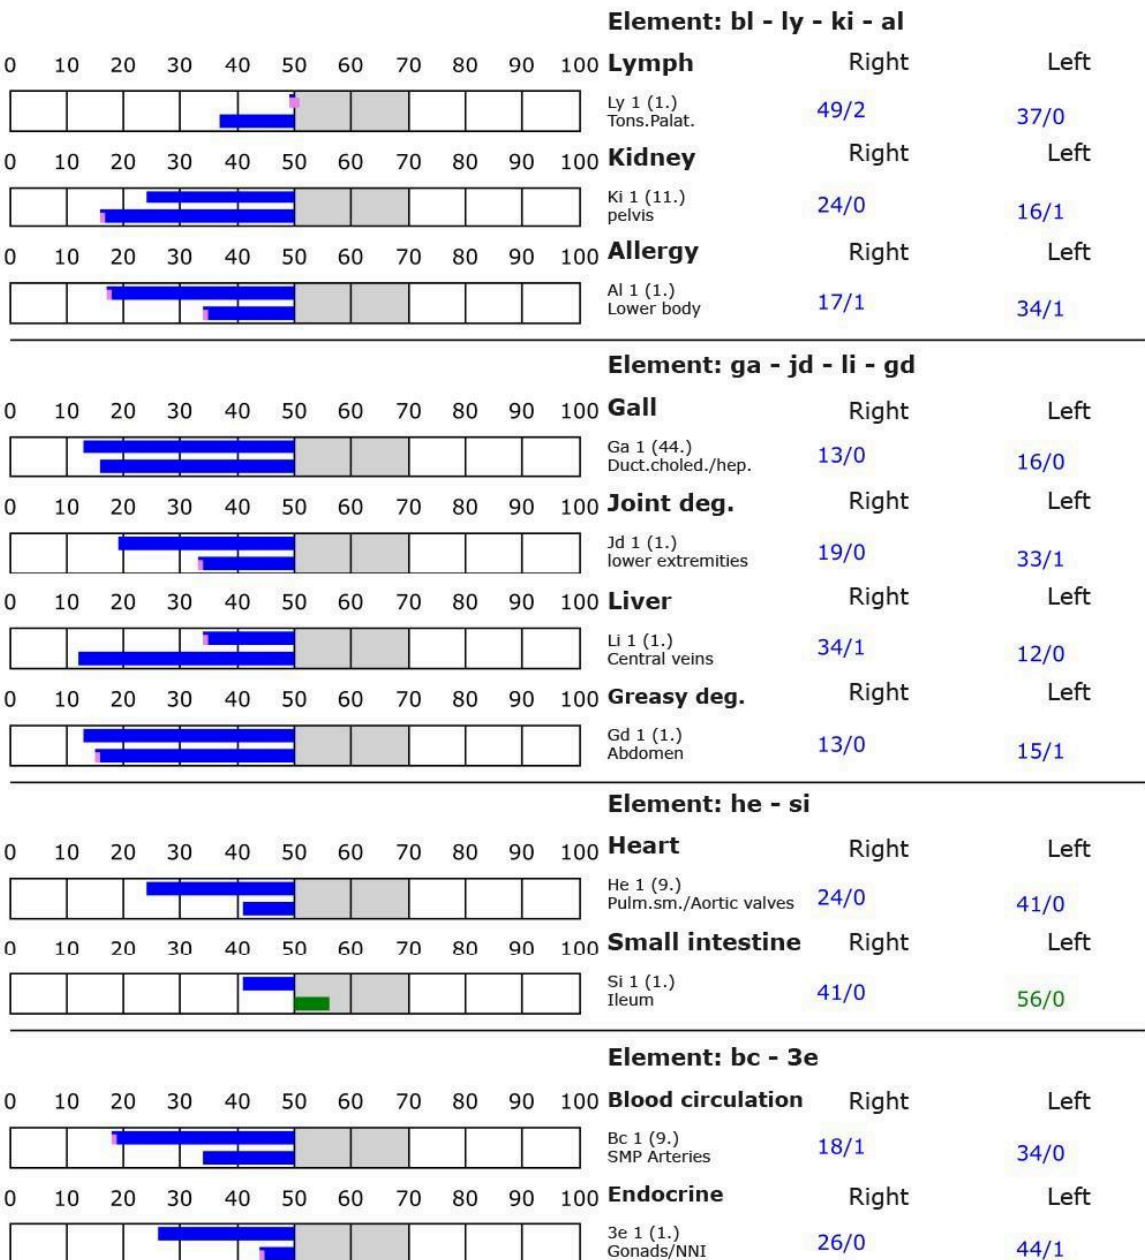 Element: bl - ly - ki - al
0 10 20 30 40 50 60 70 80 90 100 Lymph Right Left
Ly 1 (1.) 49/2 37/0
Tons.Palat.
0 10 20 30 40 50 60 70 80 90 100 Kidney Right Left
Ki 1 (11.) 24/0 16/1
pelvis
0 10 20 30 40 50 60 70 80 90 100 Allergy Right Left
Al 1 (1.) 17/1 34/1
Lower body
Element: ga - jd - li - gd
0 10 20 30 40 50 60 70 80 90 100 Gall Right Left
Ga 1 (44.) 13/0 16/0
Duct.choled./hep.
0 10 20 30 40 50 60 70 80 90 100 Joint deg. Right Left
Jd 1 (1.) 19/0 33/1
lower extremities
0 10 20 30 40 50 60 70 80 90 100 Liver Right Left
Li 1 (1.) 34/1 12/0
Central veins
0 10 20 30 40 50 60 70 80 90 100 Greasy deg. Right Left
Gd 1 (1.) 13/0 15/1
Abdomen
Element: he - si
0 10 20 30 40 50 60 70 80 90 100 Heart Right Left
He 1 (9.) 24/0 41/0
Pulm.sm./Aortic valves
0 10 20 30 40 50 60 70 80 90 100 Small intestine Right Left
Si 1 (1.) 41/0 56/0
Ileum
Element: bc - 3e
0 10 20 30 40 50 60 70 80 90 100 Blood circulation Right Left
Bc 1 (9.) 18/1 34/0
SMP Arteries
0 10 20 30 40 50 60 70 80 90 100 Endocrine Right Left
3e 1 (1.) 26/0 44/1
Gonads/NNI